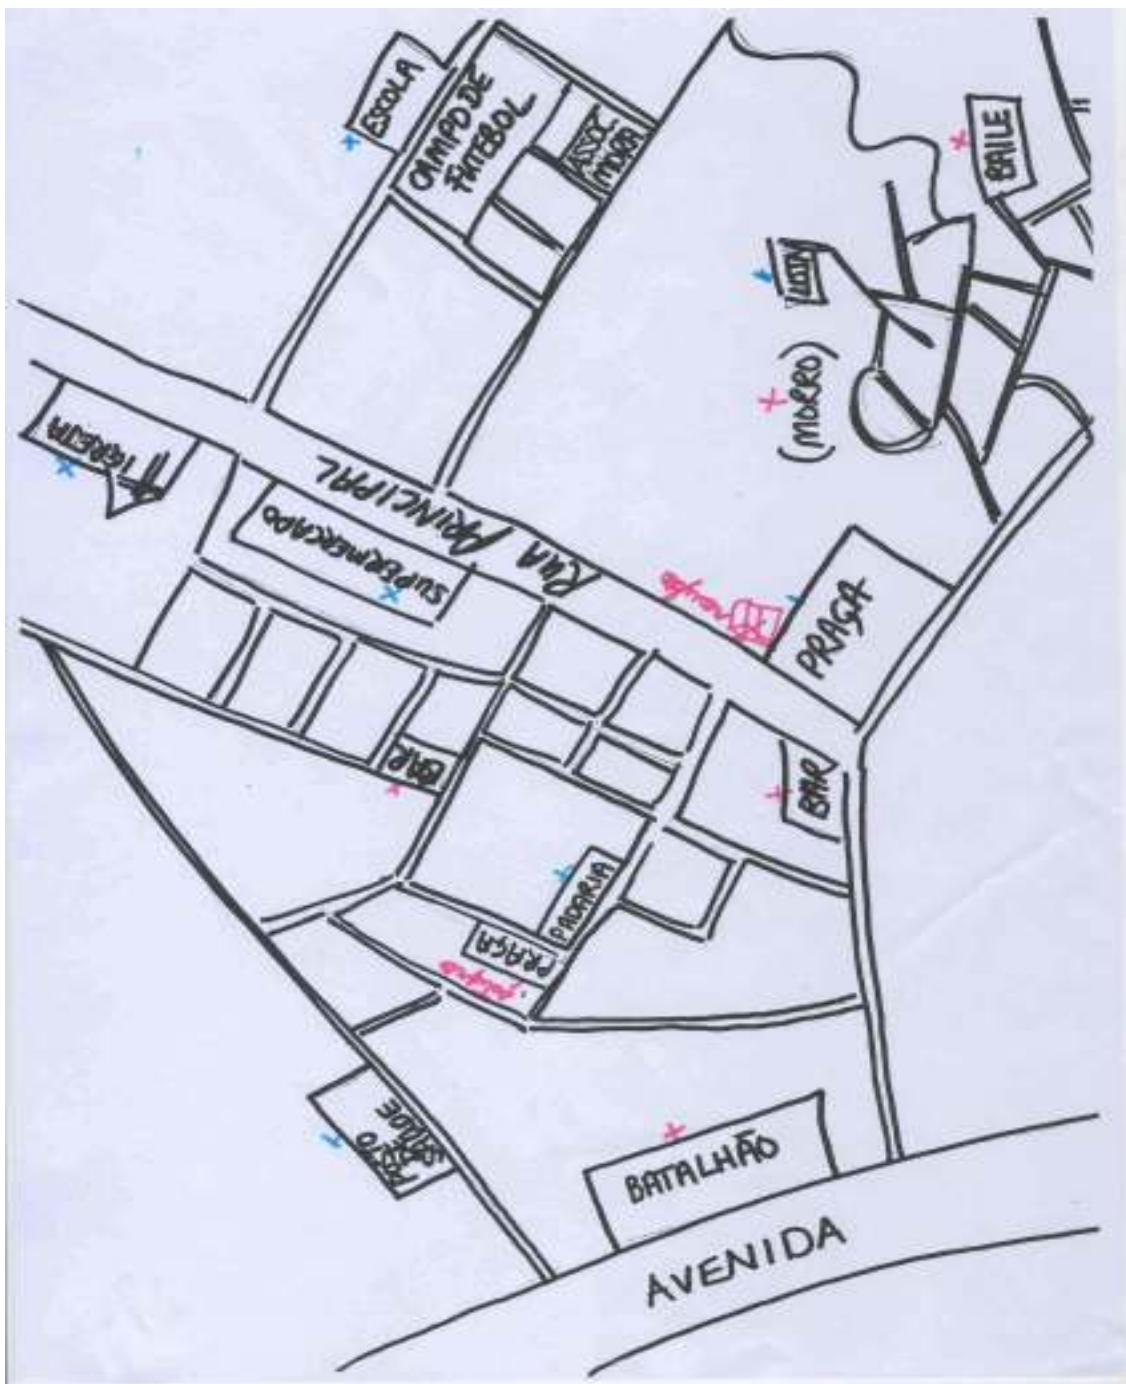 ESCOLA
CAMPO DE
FUTEBOL
ASSOC.
MORA
BAILE
(MORRO)
IGREJA
RUA PRINCIPAL
SUPERMERCADO
PRAÇA
BAR
BAR
PADARIA
PRAÇA
POSTO
DE
SAÚDE
BATALHÃO
AVENIDA